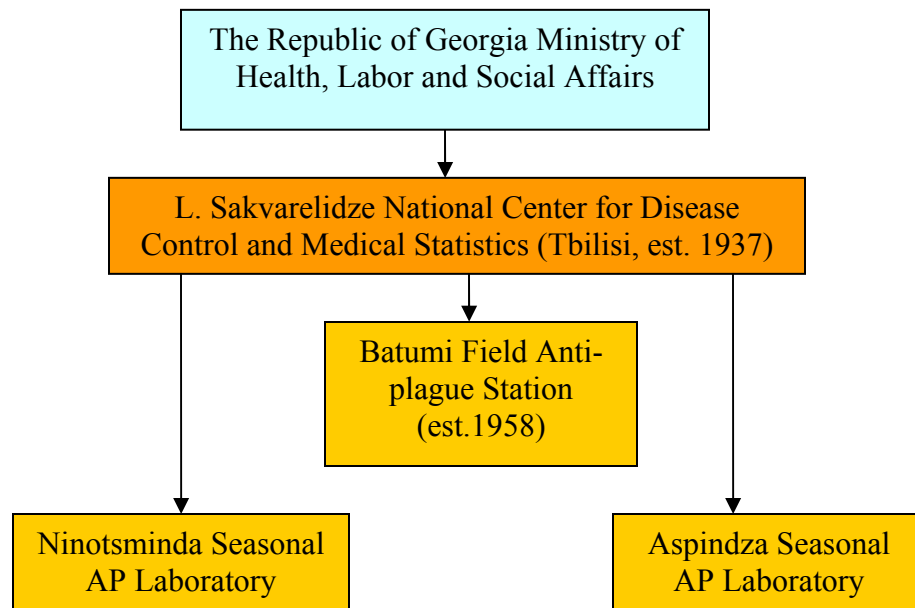 The Republic of Georgia Ministry of
Health, Labor and Social Affairs
L. Sakvarelidze National Center for Disease
Control and Medical Statistics (Tbilisi, est. 1937)
Batumi Field Anti-
plague Station
(est.1958)
Ninotsminda Seasonal
AP Laboratory
Aspindza Seasonal
AP Laboratory